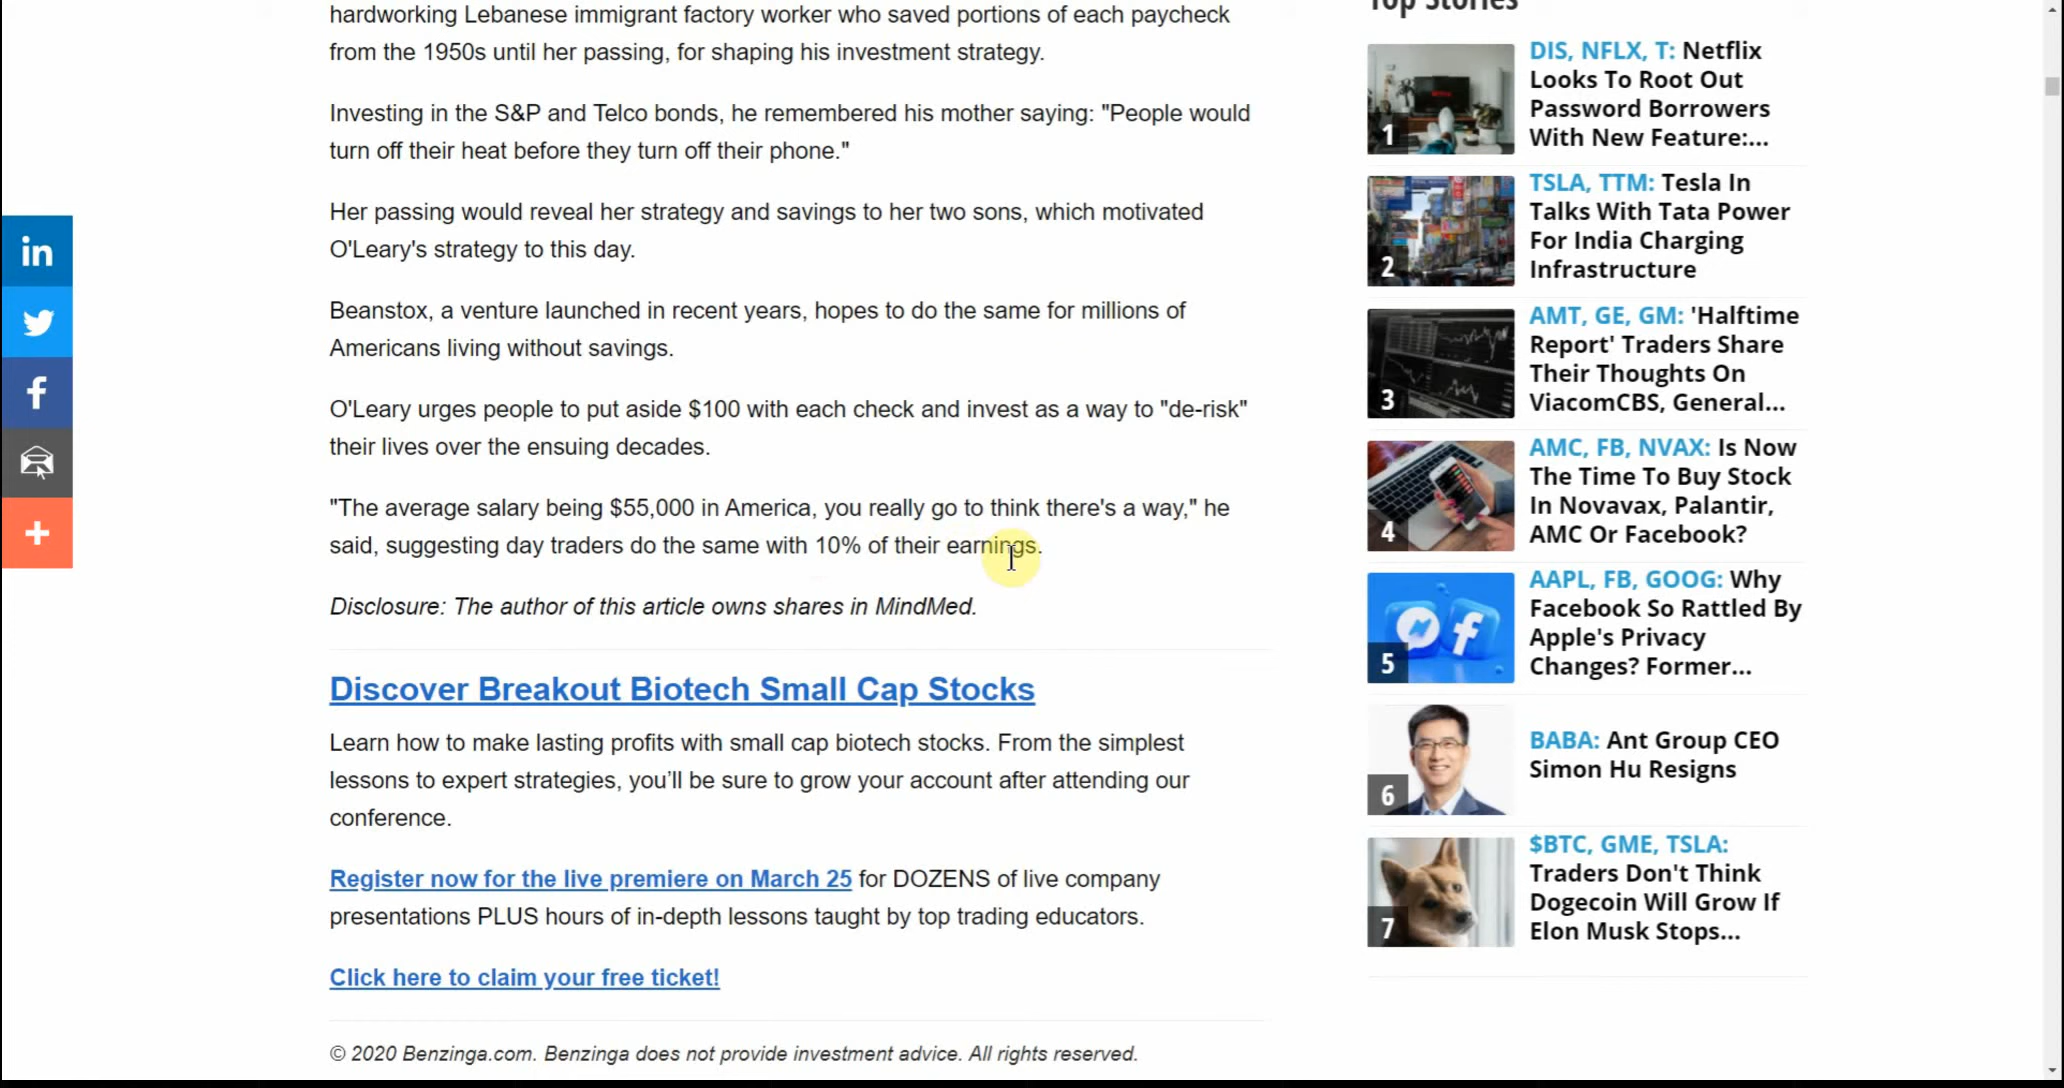 hardworking Lebanese immigrant factory worker who saved portions of each paycheck
from the 1950s until her passing, for shaping his investment strategy.
Investing in the S&P and Telco bonds, he remembered his mother saying: "People would
turn off their heat before they turn off their phone."
Her passing would reveal her strategy and savings to her two sons, which motivated
O'Leary's strategy to this day.
Beanstox, a venture launched in recent years, hopes to do the same for millions of
Americans living without savings.
O'Leary urges people to put aside $100 with each check and invest as a way to "de-risk"
their lives over the ensuing decades.
"The average salary being $55,000 in America, you really go to think there's a way," he
said, suggesting day traders do the same with 10% of their earnings.
Disclosure: The author of this article owns shares in MindMed.
Discover Breakout Biotech Small Cap Stocks
Learn how to make lasting profits with small cap biotech stocks. From the simplest
lessons to expert strategies, you’ll be sure to grow your account after attending our
conference.
Register now for the live premiere on March 25 for DOZENS of live company
presentations PLUS hours of in-depth lessons taught by top trading educators.
Click here to claim your free ticket!
© 2020 Benzinga.com. Benzinga does not provide investment advice. All rights reserved.
in
f
+
Top Stories
1
DIS, NFLX, T: Netflix
Looks To Root Out
Password Borrowers
With New Feature:...
2
TSLA, TTM: Tesla In
Talks With Tata Power
For India Charging
Infrastructure
3
AMT, GE, GM: 'Halftime
Report' Traders Share
Their Thoughts On
ViacomCBS, General...
4
AMC, FB, NVAX: Is Now
The Time To Buy Stock
In Novavax, Palantir,
AMC Or Facebook?
5
AAPL, FB, GOOG: Why
Facebook So Rattled By
Apple's Privacy
Changes? Former...
6
BABA: Ant Group CEO
Simon Hu Resigns
7
$BTC, GME, TSLA:
Traders Don't Think
Dogecoin Will Grow If
Elon Musk Stops...